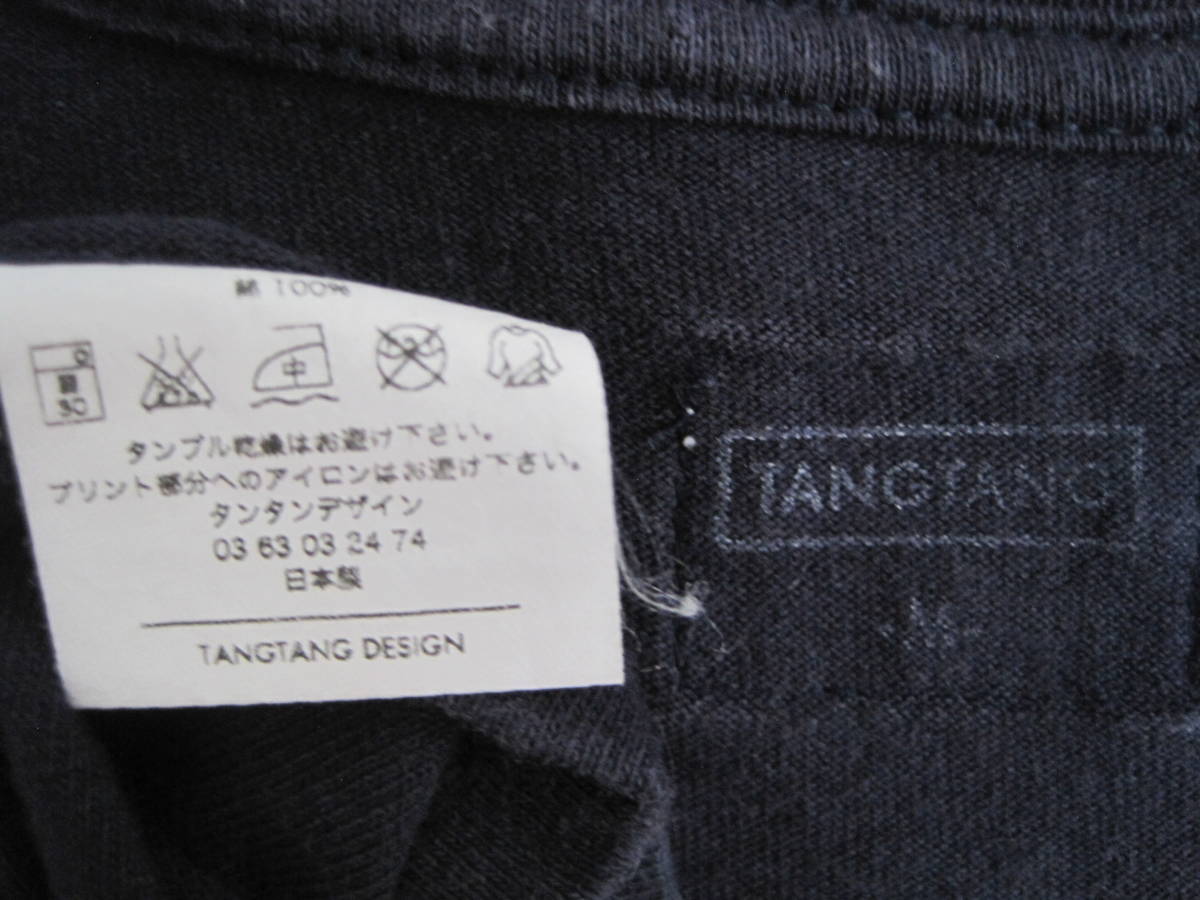 綿 100%
30
中
タンブル乾燥はお避け下さい。
プリント部分へのアイロンはお避け下さい。
タンタンデザイン
03 63 03 24 74
日本製
TANGTANG DESIGN
TANGTANG